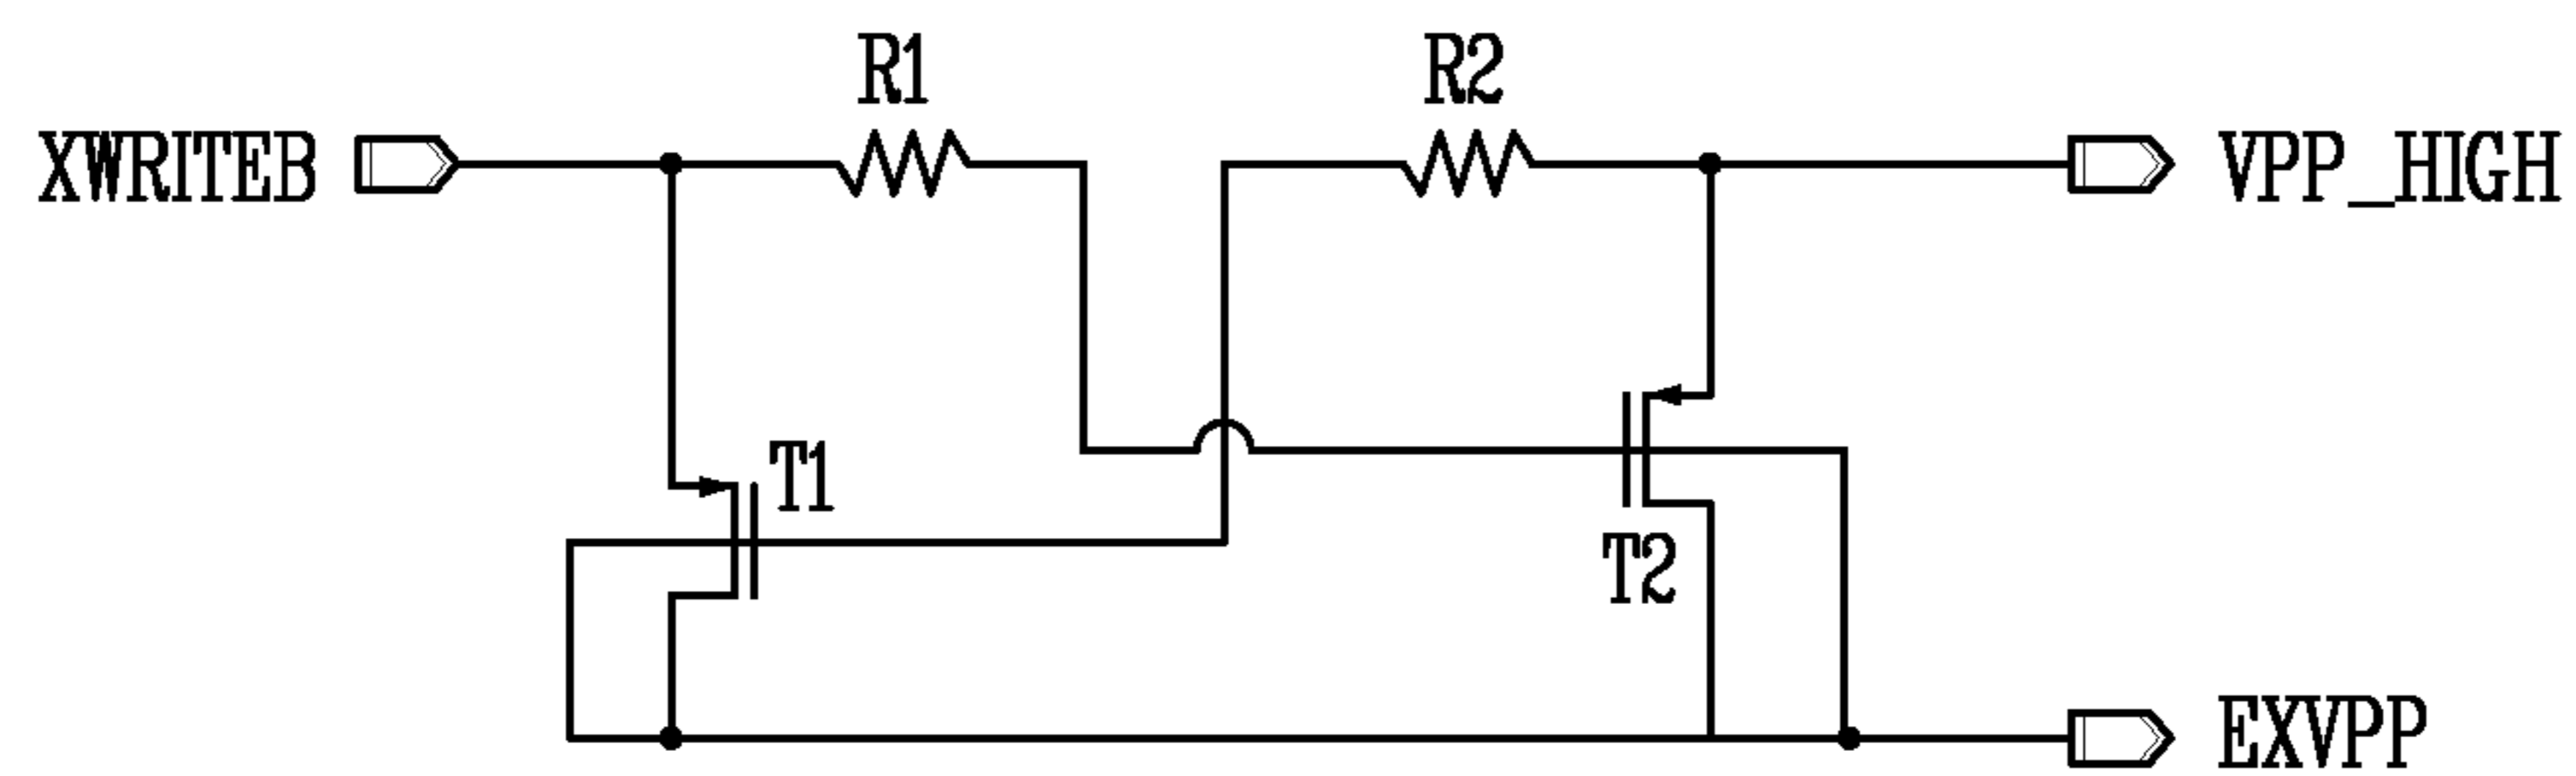 R1
R2
XWRITEB
VPP_HIGH
T1
T2
EXVPP